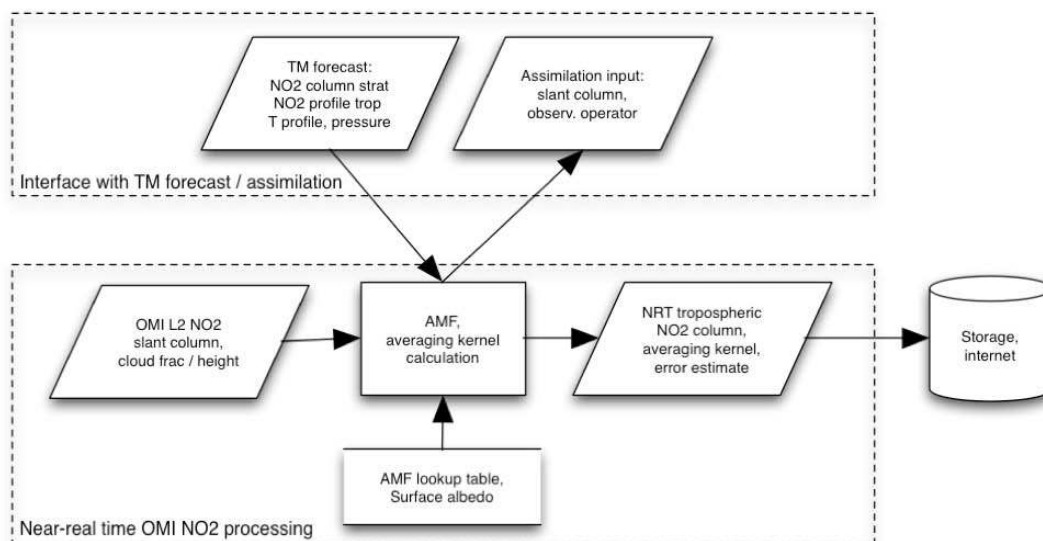 TM forecast:
NO2 column strat
NO2 profile trop
T profile, pressure
Assimilation input:
slant column,
observ. operator
Interface with TM forecast / assimilation
OMI L2 NO2
slant column,
cloud frac / height
AMF,
averaging kernel
calculation
NRT tropospheric
NO2 column,
averaging kernel,
error estimate
Storage,
internet
AMF lookup table,
Surface albedo
Near-real time OMI NO2 processing